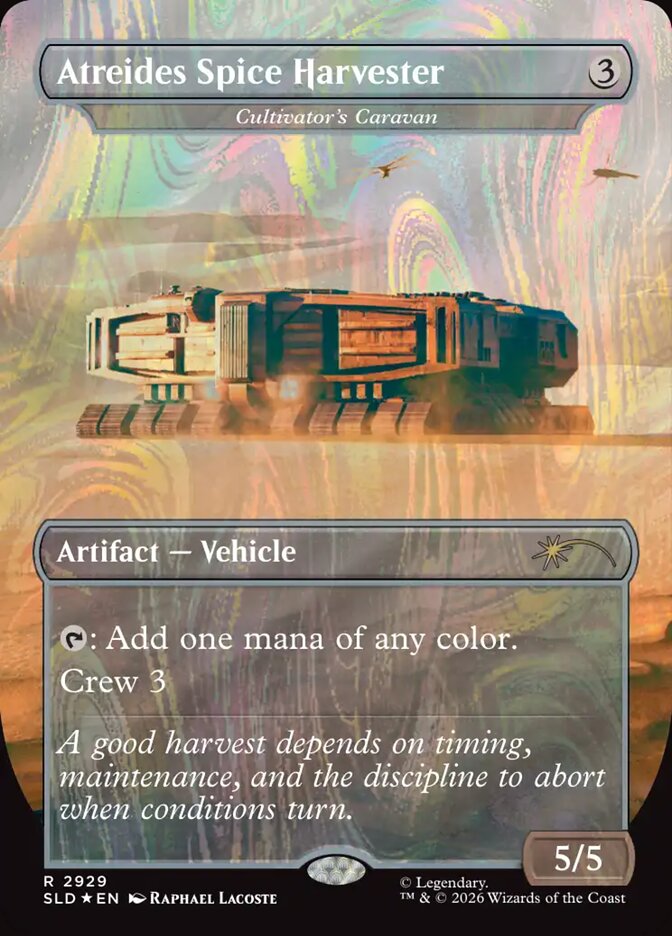 Atreides Spice Harvester 3
Cultivator's Caravan
Artifact — Vehicle
: Add one mana of any color.
Crew 3
A good harvest depends on timing,
maintenance, and the discipline to abort
when conditions turn.
5/5
R 2929
SLD ★ EN Raphael Lacoste
© Legendary.
™ & © 2026 Wizards of the Coast